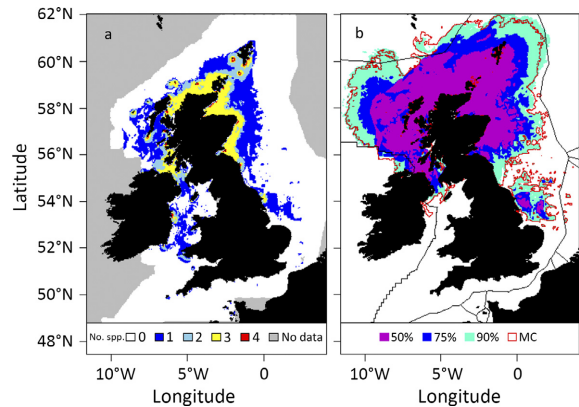 a
b
62°N
60°N
58°N
56°N
54°N
52°N
50°N
48°N
Latitude
No. spp. 0 1 2 3 4 No data
50% 75% 90% MC
10°W 5°W 0 10°W 5°W 0
Longitude Longitude